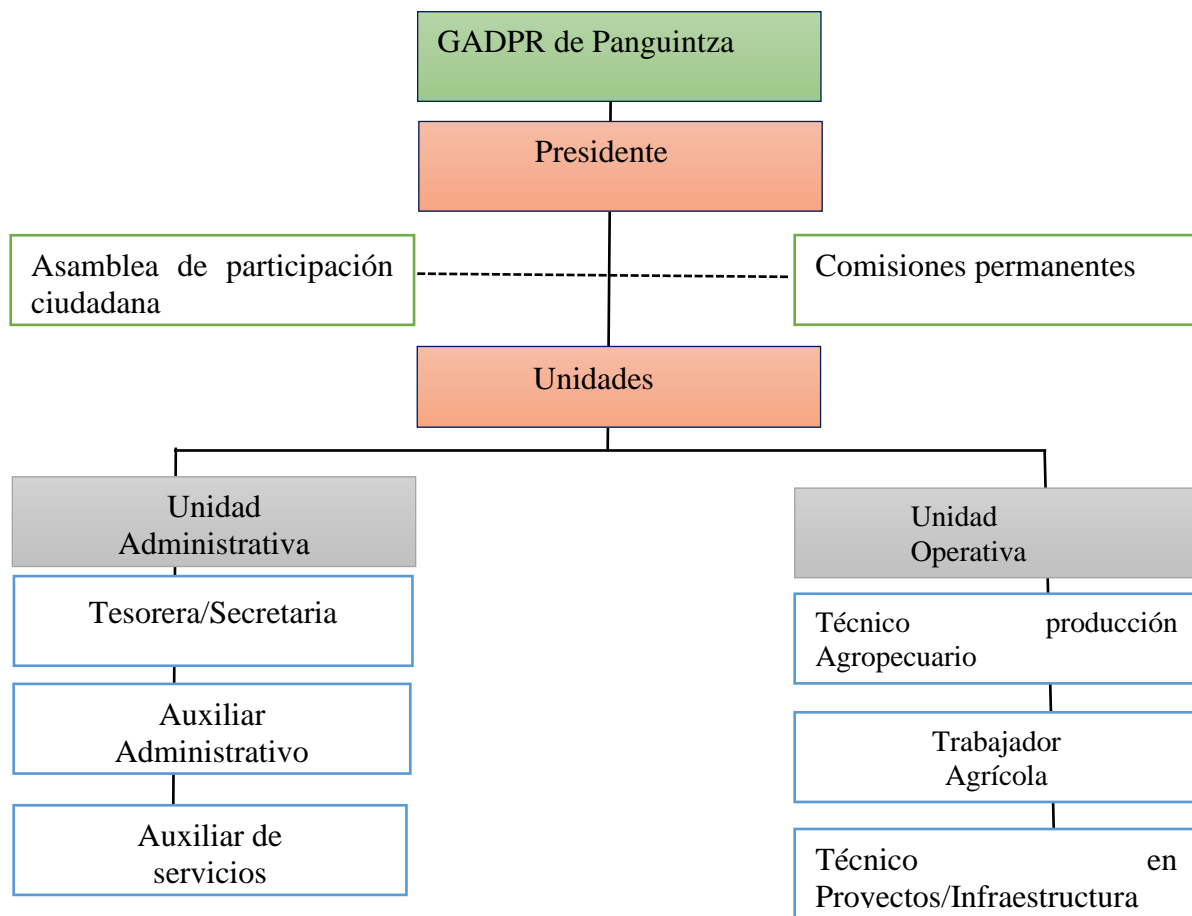 GADPR de Panguintza
Presidente
Asamblea de participación
ciudadana
Comisiones permanentes
Unidades
Unidad
Administrativa
Unidad
Operativa
Tesorera/Secretaria
Técnico producción
Agropecuario
Auxiliar
Administrativo
Trabajador
Agrícola
Auxiliar de
servicios
Técnico en
Proyectos/Infraestructura